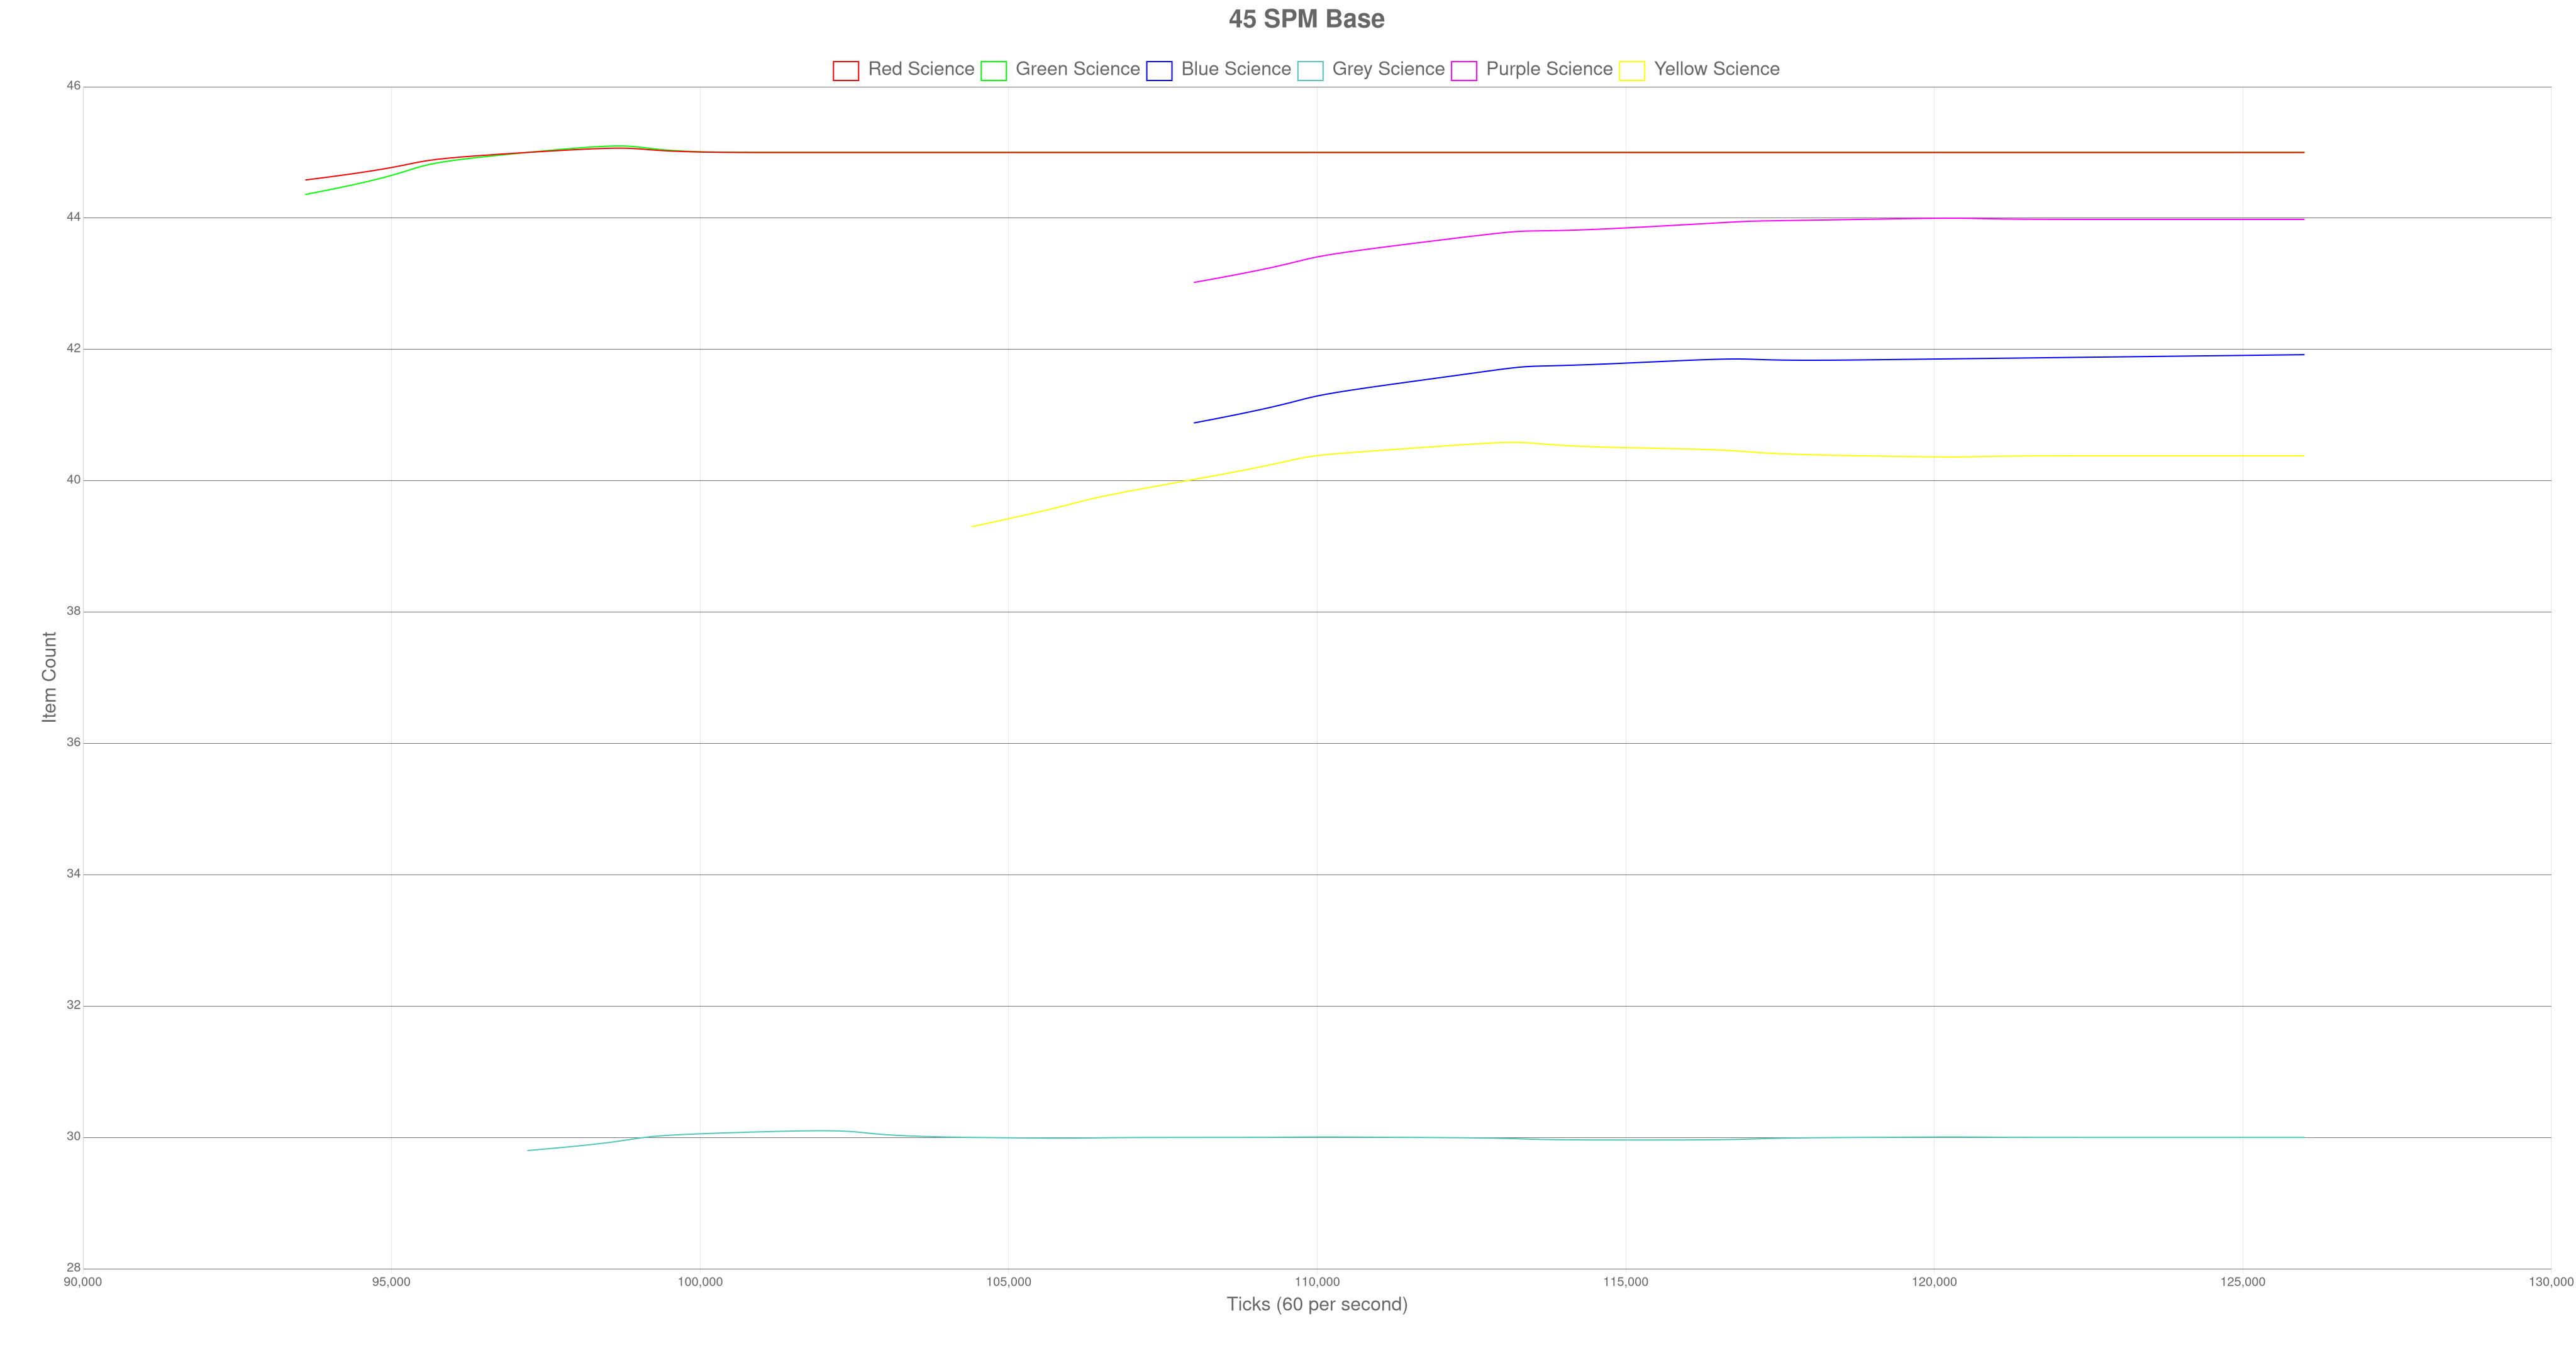 45 SPM Base
Red Science Green Science Blue Science Grey Science Purple Science Yellow Science
46
44
42
40
38
36
34
32
30
28
Item Count
90,000 95,000 100,000 105,000 110,000 115,000 120,000 125,000 130,000
Ticks (60 per second)